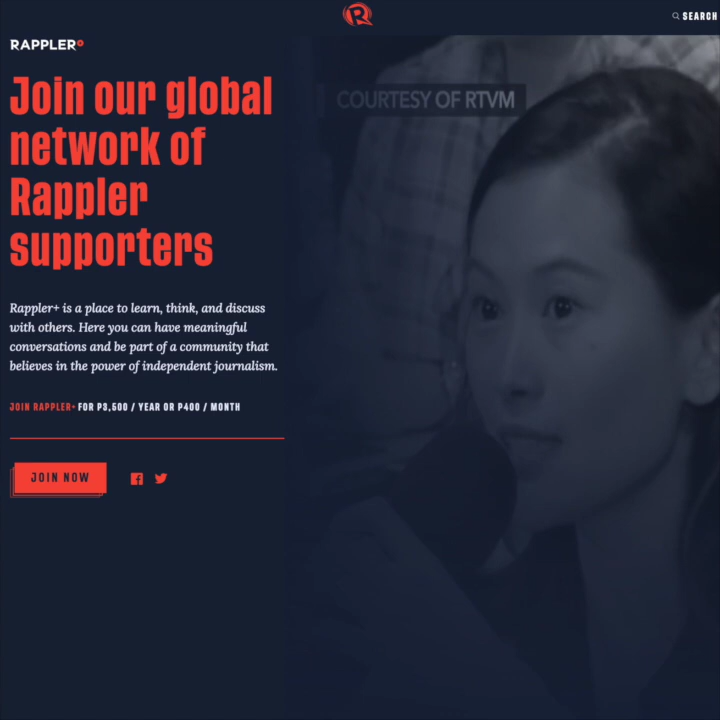 R
SEARCH
RAPPLER+
COURTESY OF RTVM
Join our global
network of
Rappler
supporters
Rappler+ is a place to learn, think, and discuss
with others. Here you can have meaningful
conversations and be part of a community that
believes in the power of independent journalism.
JOIN RAPPLER+ FOR P3,500 / YEAR OR P400 / MONTH
JOIN NOW